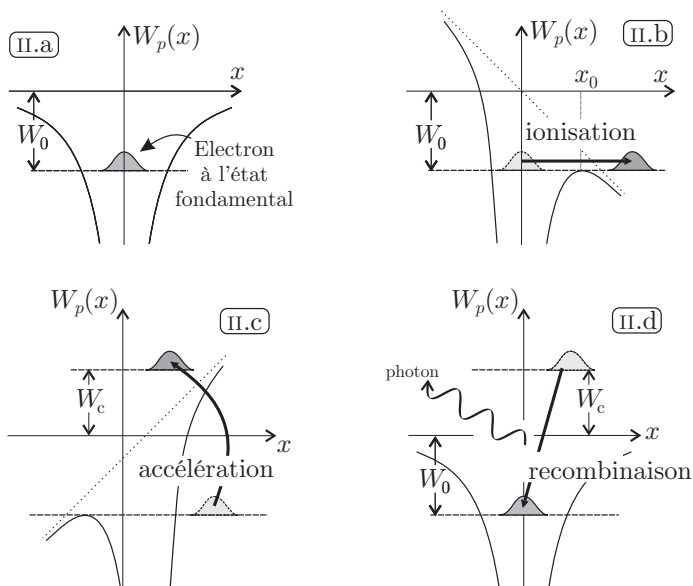 II.a
W_p(x)
x
W_0
Electron
à l'état
fondamental
II.b
W_p(x)
x_0
x
W_0
ionisation
II.c
W_p(x)
W_c
x
accélération
II.d
W_p(x)
photon
W_c
x
W_0
recombinaison